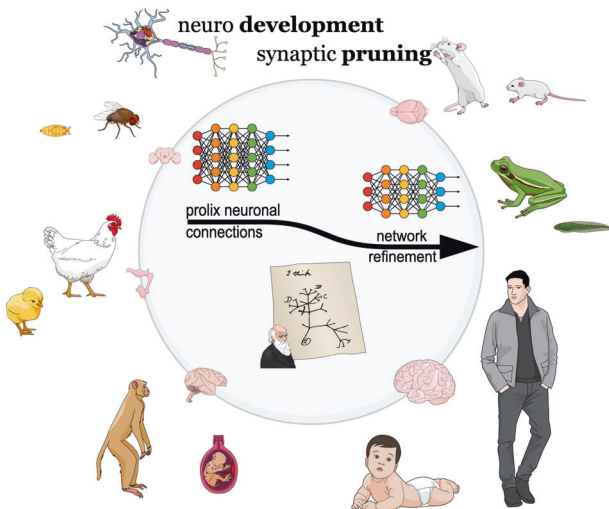 neuro development
synaptic pruning
prolix neuronal
connections
network
refinement
I think
B
D
C